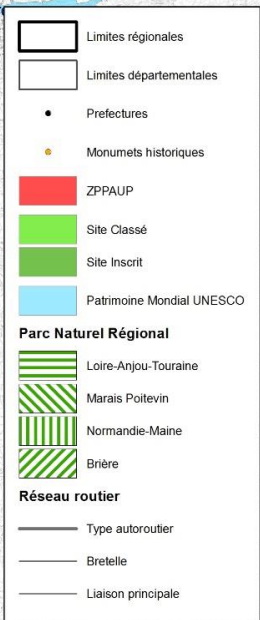 Limites régionales
Limites départementales
Prefectures
Monumets historiques
ZPPAUP
Site Classé
Site Inscrit
Patrimoine Mondial UNESCO
Parc Naturel Régional
Loire-Anjou-Touraine
Marais Poitevin
Normandie-Maine
Brière
Réseau routier
Type autoroutier
Bretelle
Liaison principale